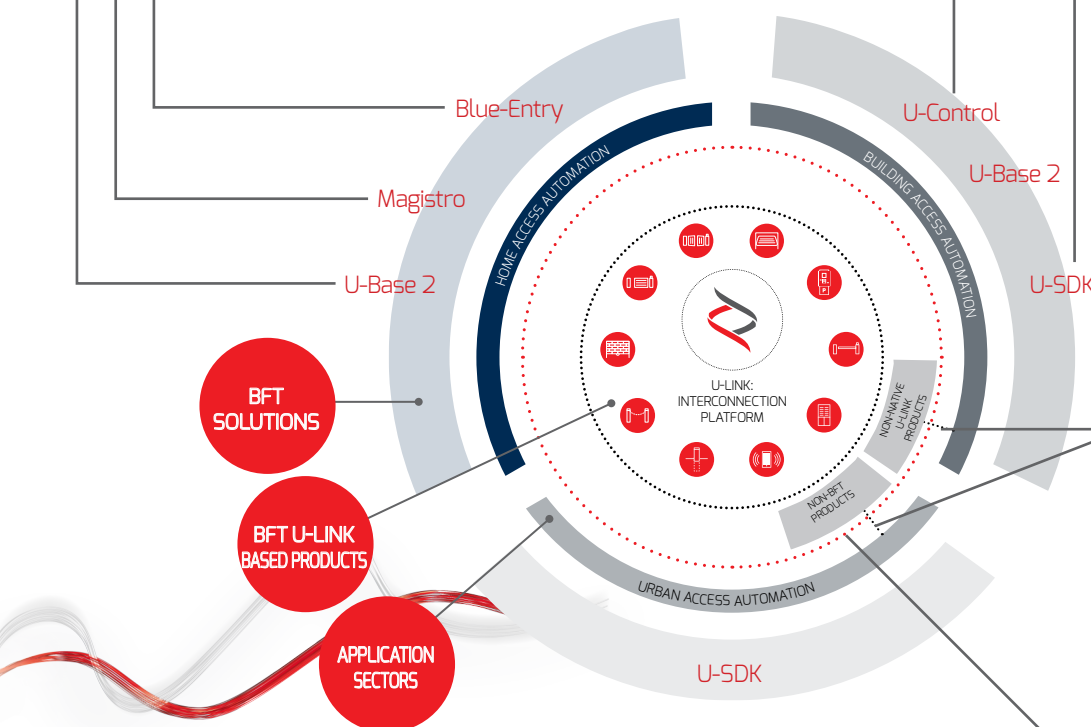 Blue-Entry
Magistro
U-Base 2
U-Control
U-Base 2
U-SDK
HOME ACCESS AUTOMATION
BUILDING ACCESS AUTOMATION
U-LINK:
INTERCONNECTION
PLATFORM
NON-NATIVE
U-LINK
PRODUCTS
NON-BFT
PRODUCTS
URBAN ACCESS AUTOMATION
U-SDK
BFT
SOLUTIONS
BFT U-LINK
BASED PRODUCTS
APPLICATION
SECTORS